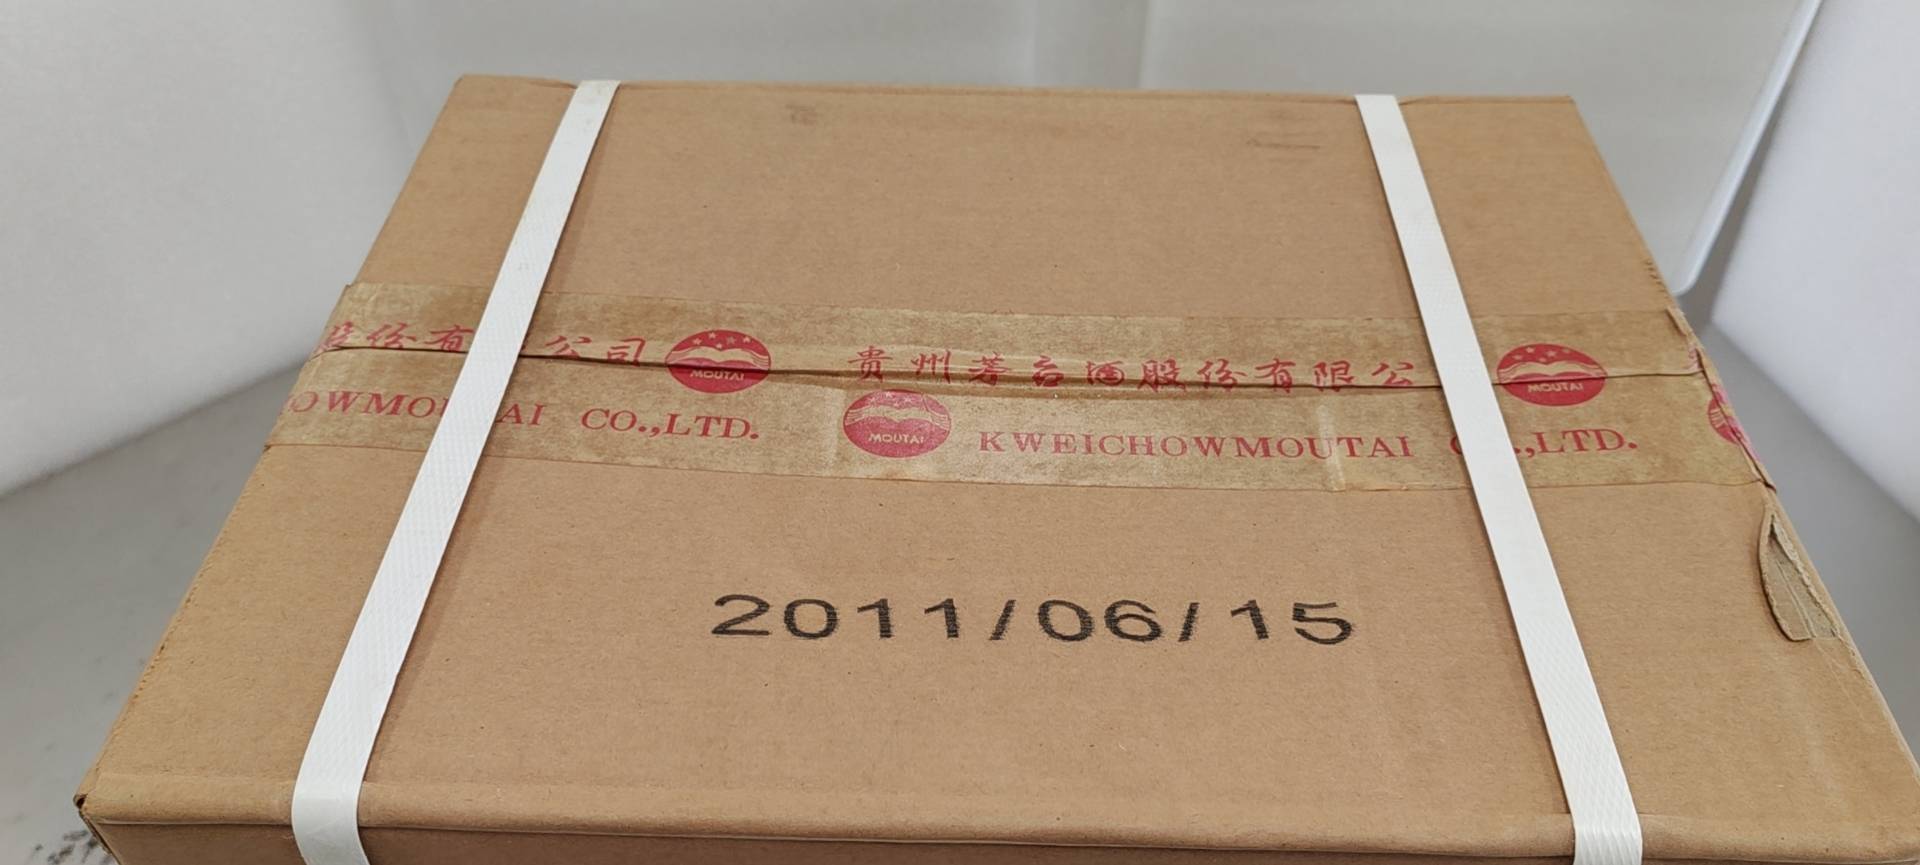 股份有 公司 MOUTAI 贵州茅台酒股份有限公 MOUTAI
OWMOUTAI CO.,LTD. MOUTAI KWEICHOWMOUTAI CO.,LTD.
2011/06/15